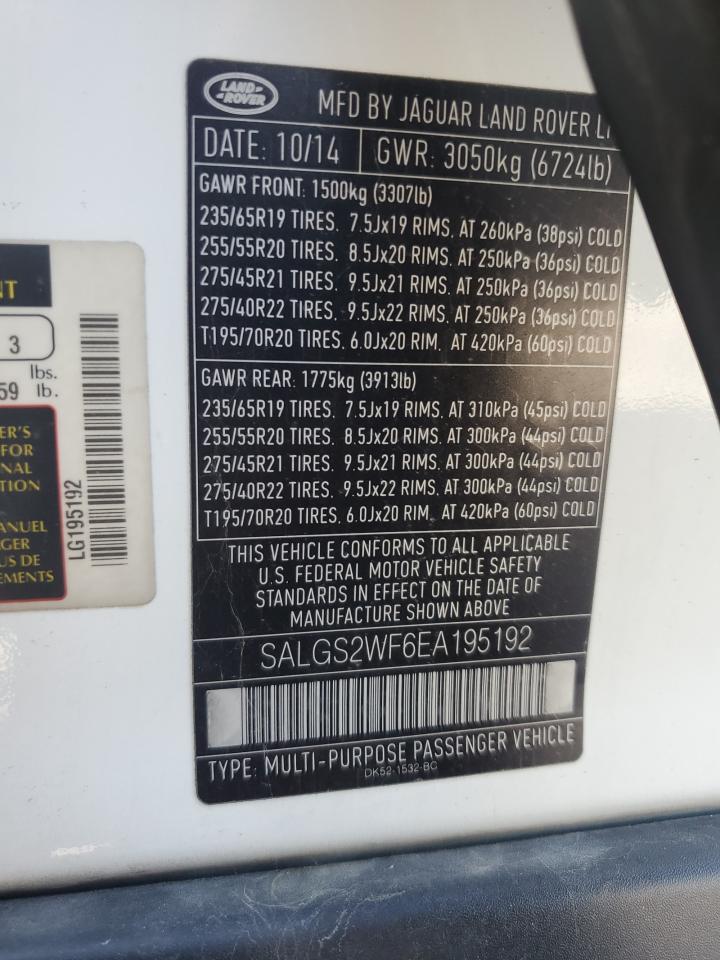 LAND-
ROVER
MFD BY JAGUAR LAND ROVER
DATE: 10/14
GWR: 3050kg (6724lb)
GAWR FRONT: 1500kg (3307lb)
235/65R19 TIRES, 7.5Jx19 RIMS, AT 260kPa (38psi) COLD
255/55R20 TIRES, 8.5Jx20 RIMS, AT 250kPa (36psi) COLD
275/45R21 TIRES, 9.5Jx21 RIMS, AT 250kPa (36psi) COLD
275/40R22 TIRES, 9.5Jx22 RIMS, AT 250kPa (36psi) COLD
T195/70R20 TIRES, 6.0Jx20 RIM, AT 420kPa (60psi) COLD
GAWR REAR: 1775kg (3913lb)
235/65R19 TIRES, 7.5Jx19 RIMS, AT 310kPa (45psi) COLD
255/55R20 TIRES, 8.5Jx20 RIMS, AT 300kPa (44psi) COLD
275/45R21 TIRES, 9.5Jx21 RIMS, AT 300kPa (44psi) COLD
275/40R22 TIRES, 9.5Jx22 RIMS, AT 300kPa (44psi) COLD
T195/70R20 TIRES, 6.0Jx20 RIM, AT 420kPa (60psi) COLD
THIS VEHICLE CONFORMS TO ALL APPLICABLE
U.S. FEDERAL MOTOR VEHICLE SAFETY
STANDARDS IN EFFECT ON THE DATE OF
MANUFACTURE SHOWN ABOVE
SALGS2WF6EA195192
TYPE: MULTI-PURPOSE PASSENGER VEHICLE
DK52-1532-BC
NT
3
lbs.
59 lb.
ER'S
FOR
NAL
TION
ANUEL
GER
US DE
EMENTS
LG195192